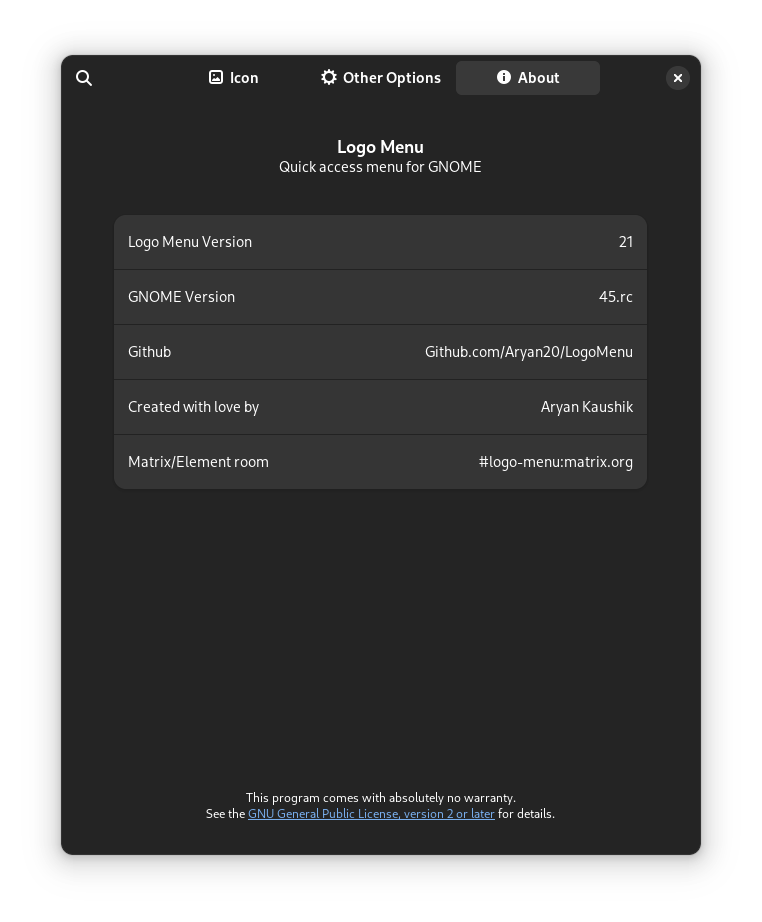 Icon
Other Options
About
Logo Menu
Quick access menu for GNOME
Logo Menu Version 21
GNOME Version 45.rc
Github Github.com/Aryan20/LogoMenu
Created with love by Aryan Kaushik
Matrix/Element room #logo-menu:matrix.org
This program comes with absolutely no warranty.
See the GNU General Public License, version 2 or later for details.